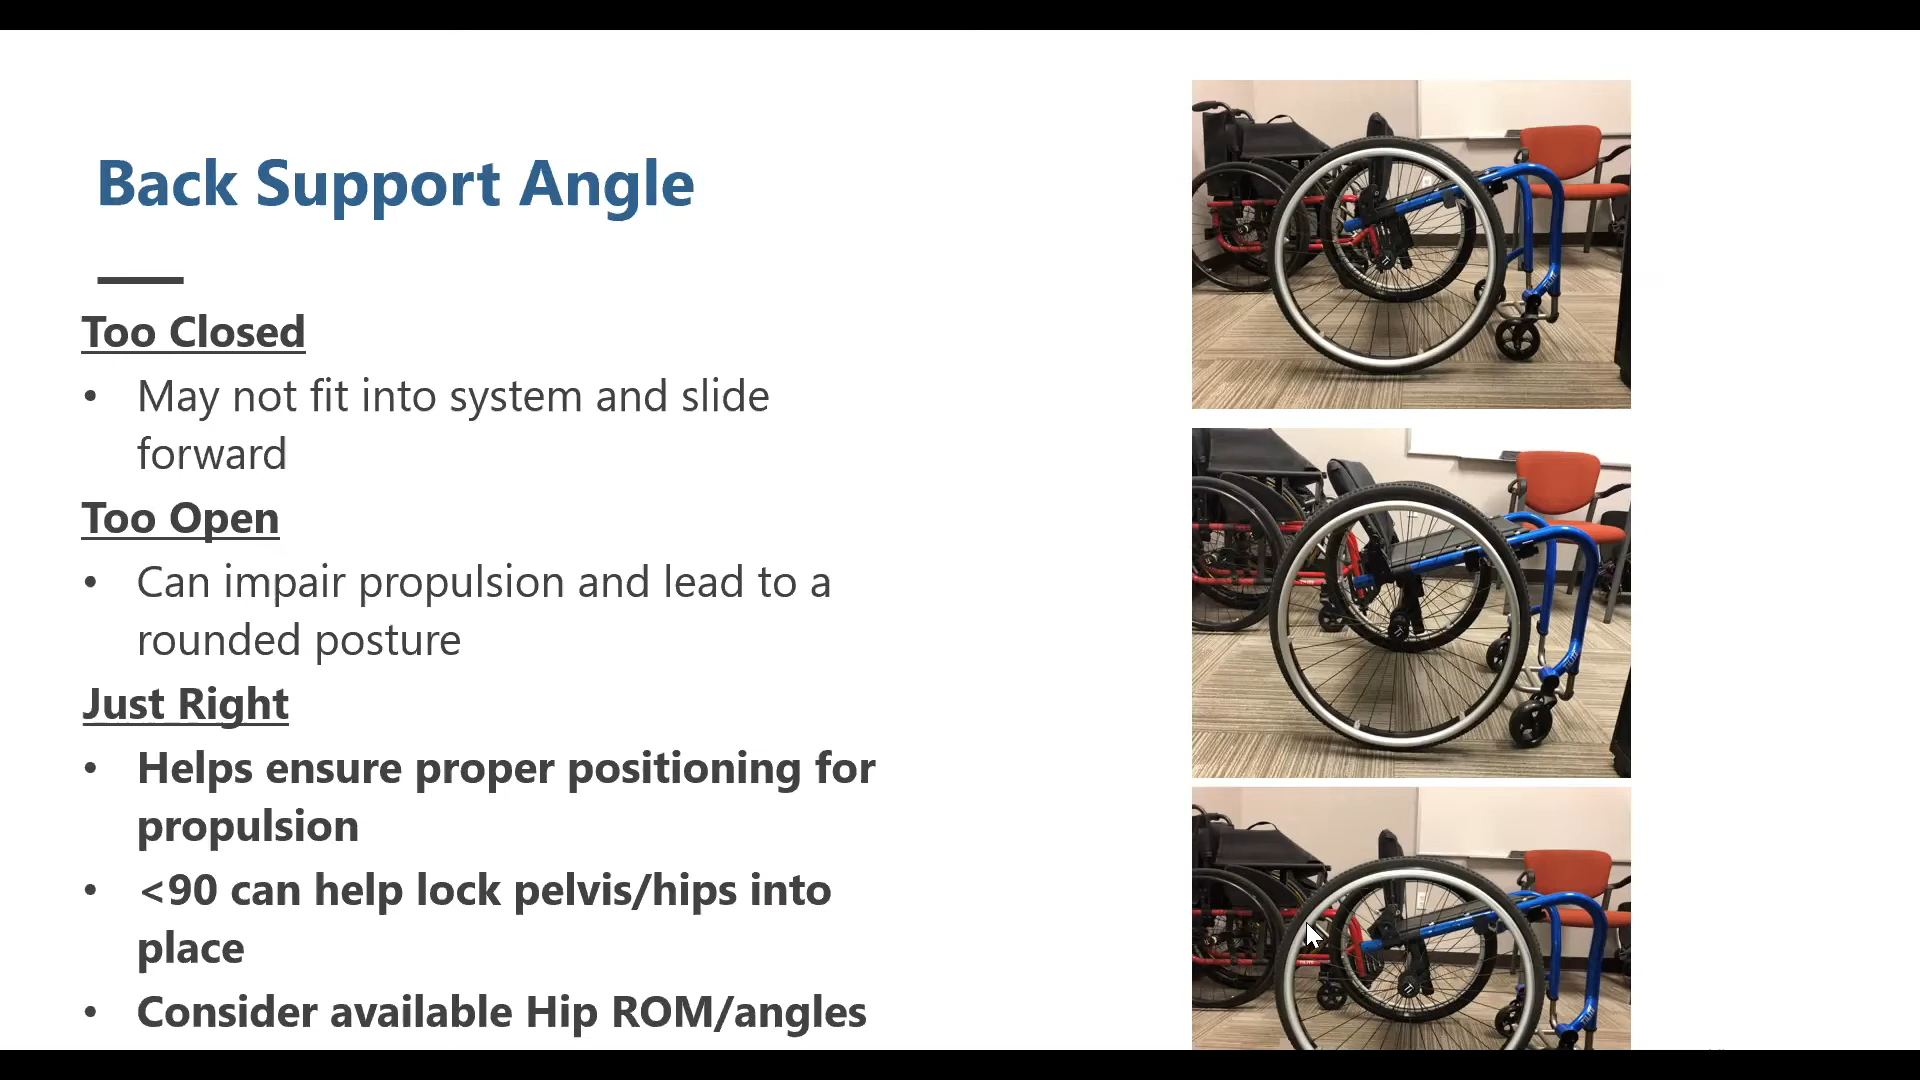 Back Support Angle
Too Closed
• May not fit into system and slide
forward
Too Open
• Can impair propulsion and lead to a
rounded posture
Just Right
• Helps ensure proper positioning for
propulsion
• <90 can help lock pelvis/hips into
place
• Consider available Hip ROM/angles